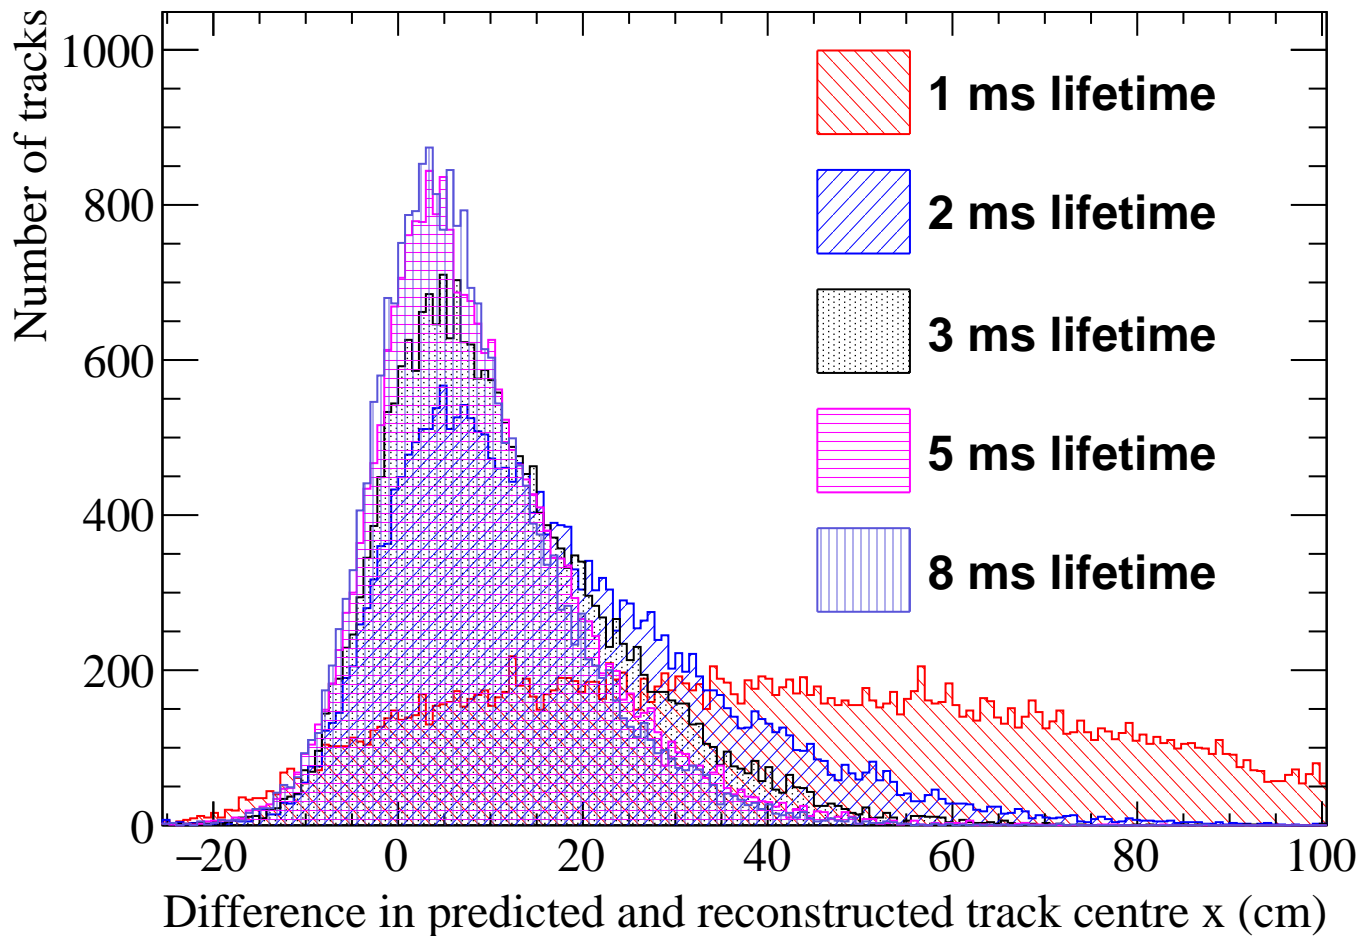 Number of tracks
1000
800
600
400
200
0
1 ms lifetime
2 ms lifetime
3 ms lifetime
5 ms lifetime
8 ms lifetime
−20 0 20 40 60 80 100
Difference in predicted and reconstructed track centre x (cm)